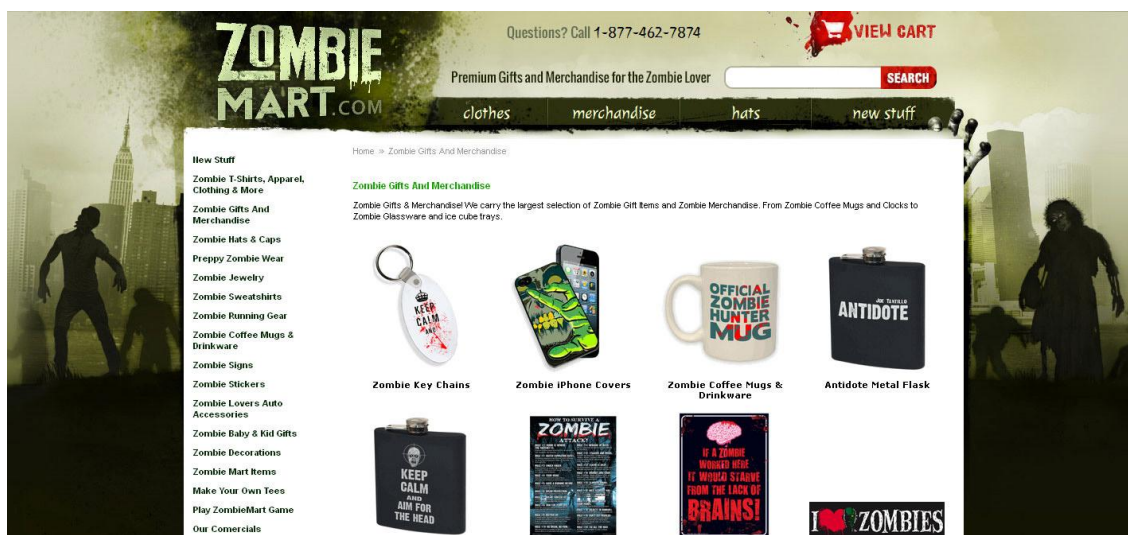 ZOMBIE
MART.COM
Questions? Call 1-877-462-7874
VIEW CART
Premium Gifts and Merchandise for the Zombie Lover
SEARCH
clothes merchandise hats new stuff
New Stuff
Zombie T-Shirts, Apparel,
Clothing & More
Zombie Gifts And
Merchandise
Zombie Hats & Caps
Preppy Zombie Wear
Zombie Jewelry
Zombie Sweatshirts
Zombie Running Gear
Zombie Coffee Mugs &
Drinkware
Zombie Signs
Zombie Stickers
Zombie Lovers Auto
Accessories
Zombie Baby & Kid Gifts
Zombie Decorations
Zombie Mart Items
Make Your Own Tees
Play ZombieMart Game
Our Comercials
Home » Zombie Gifts And Merchandise
Zombie Gifts And Merchandise
Zombie Gifts & Merchandise! We carry the largest selection of Zombie Gift Items and Zombie Merchandise. From Zombie Coffee Mugs and Clocks to
Zombie Glassware and ice cube trays.
KEEP
CALM
AND
Zombie Key Chains
Zombie iPhone Covers
OFFICIAL
ZOMBIE
HUNTER
MUG
Zombie Coffee Mugs &
Drinkware
JOE TANTILLO
ANTIDOTE
Antidote Metal Flask
KEEP
CALM
AND
AIM FOR
THE HEAD
HOW TO SURVIVE A
ZOMBIE
ATTACK!
IF A ZOMBIE
WORKED HERE
IT WOULD STARVE
FROM THE LACK OF
BRAINS!
I ZOMBIES